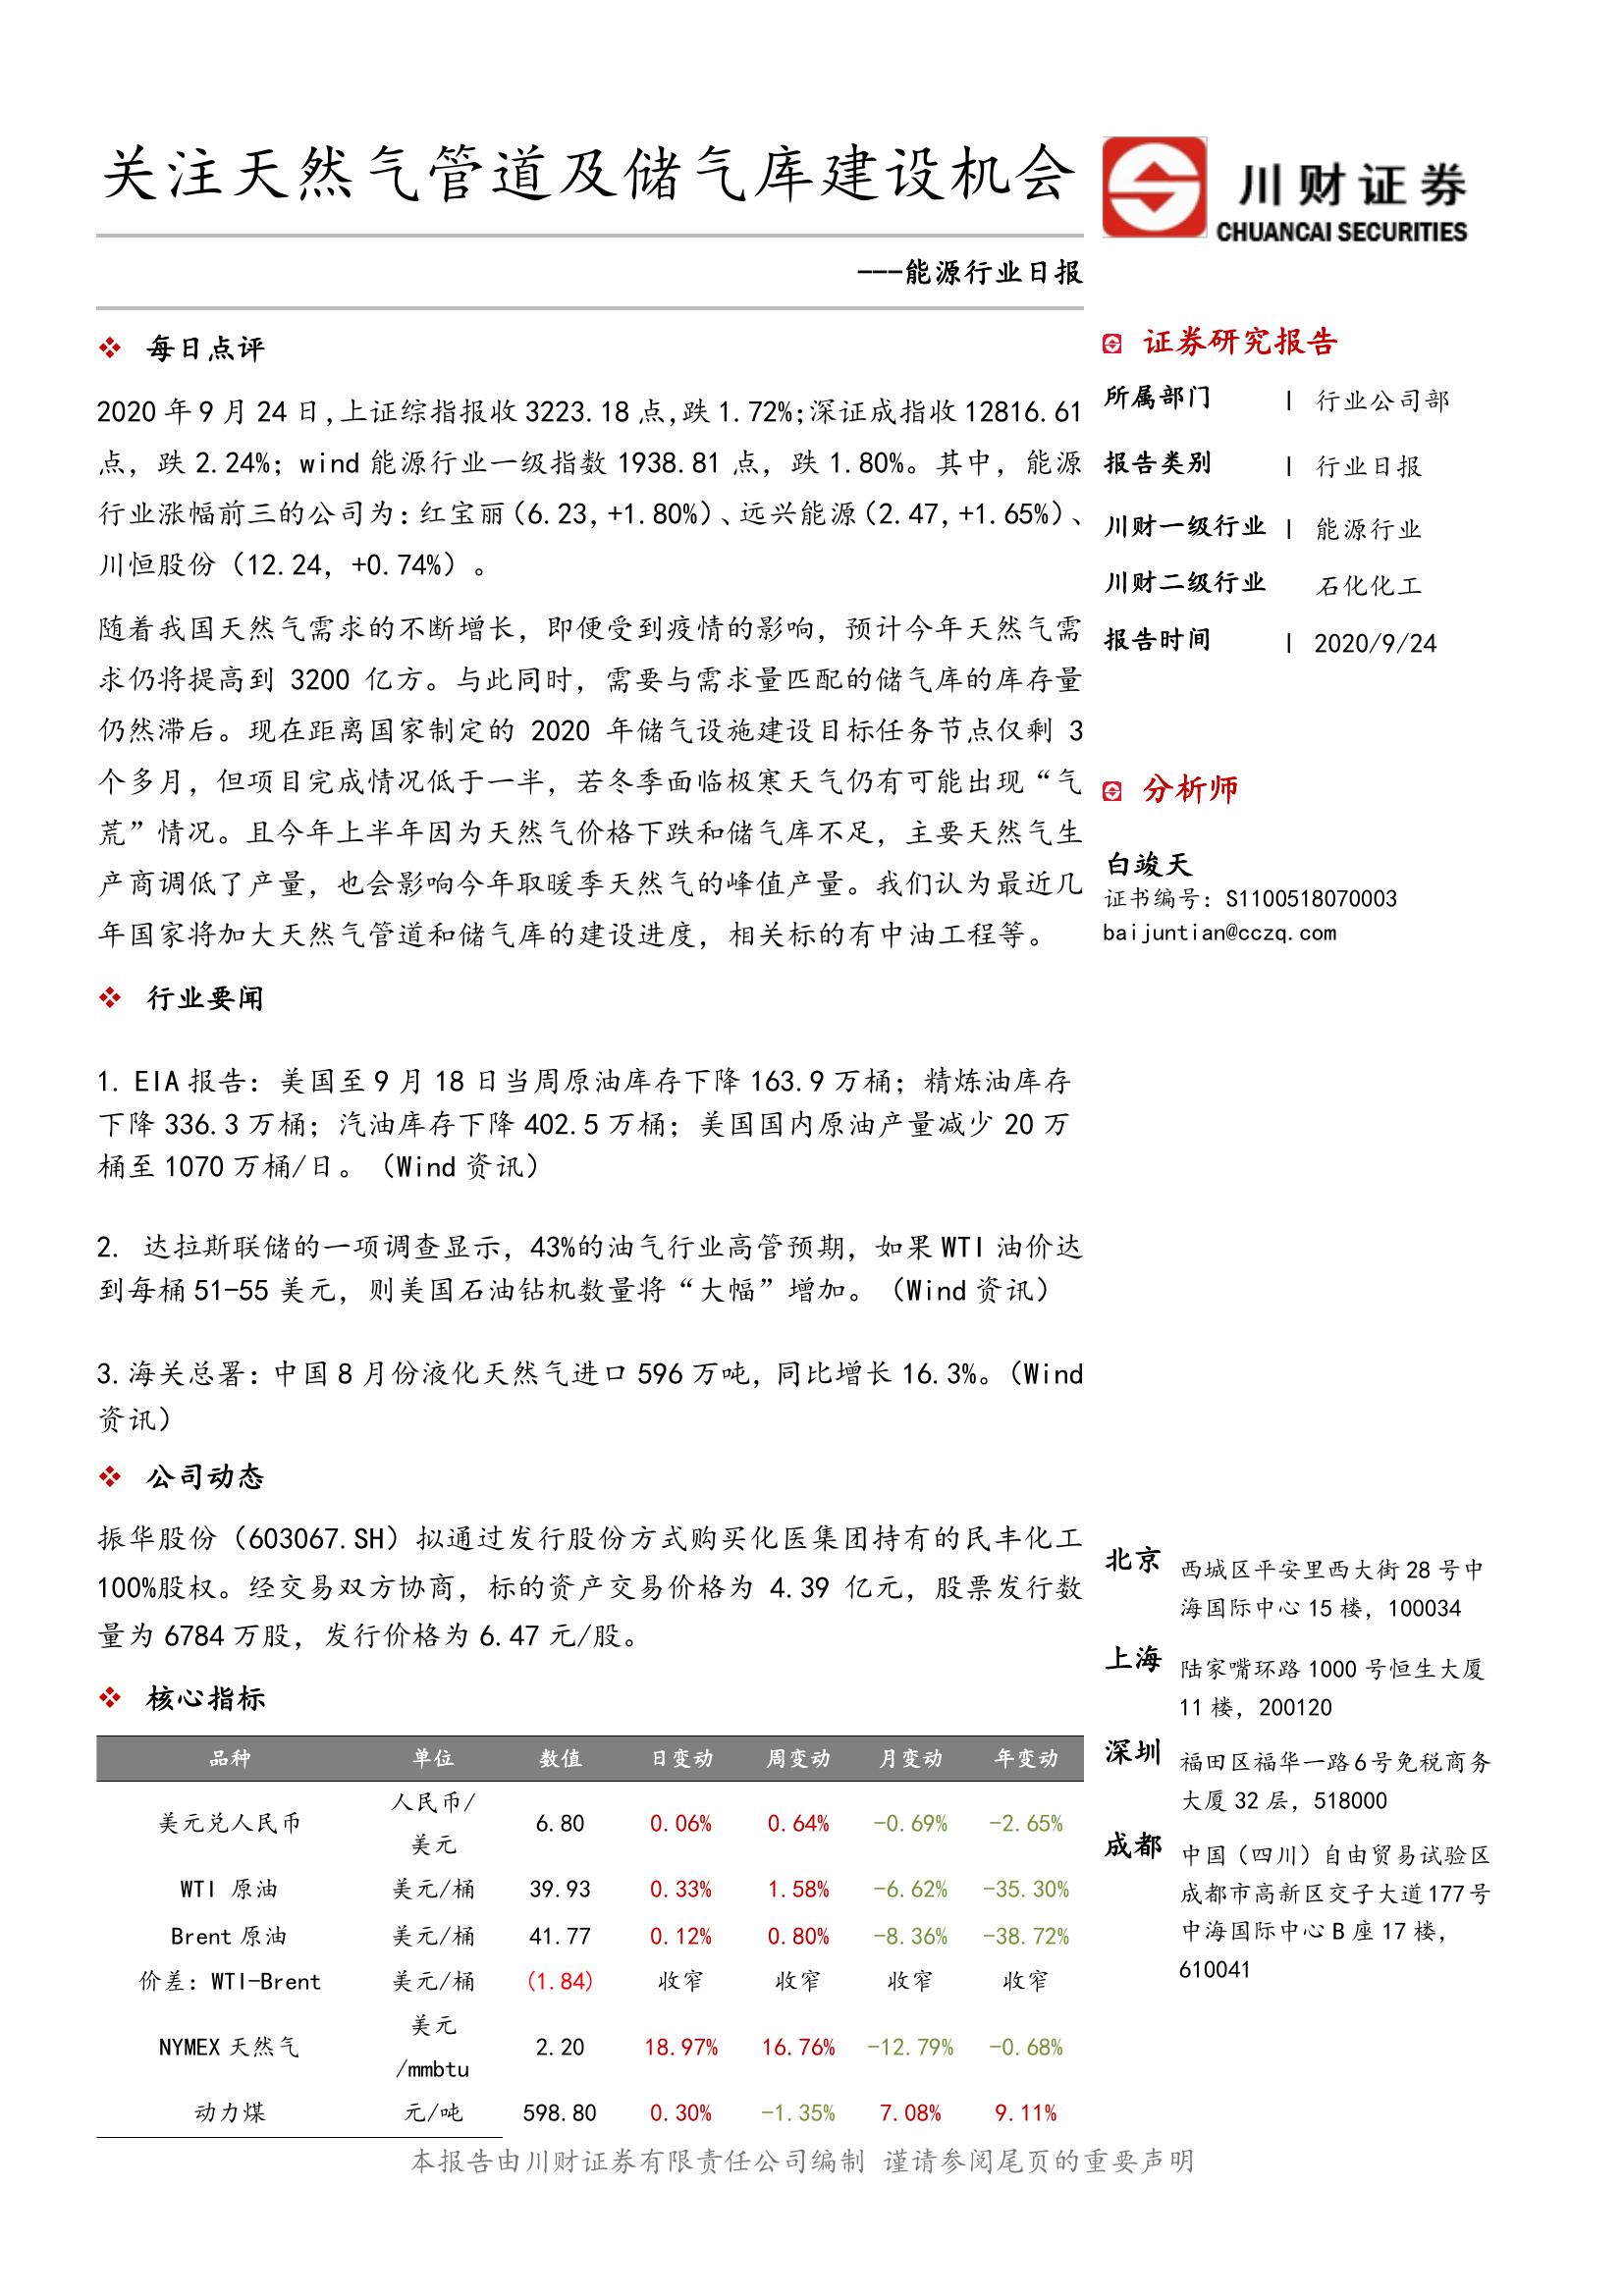 关注天然气管道及储气库建设机会
---能源行业日报
川财证券
CHUANCAI SECURITIES
每日点评
2020年9月24日,上证综指报收3223.18点,跌1.72%;深证成指收12816.61
点，跌2.24%；wind能源行业一级指数1938.81点，跌1.80%。其中，能源
行业涨幅前三的公司为：红宝丽（6.23,+1.80%）、远兴能源（2.47,+1.65%）、
川恒股份（12.24, +0.74%）。
随着我国天然气需求的不断增长，即便受到疫情的影响，预计今年天然气需
求仍将提高到 3200 亿方。与此同时，需要与需求量匹配的储气库的库存量
仍然滞后。现在距离国家制定的 2020 年储气设施建设目标任务节点仅剩 3
个多月，但项目完成情况低于一半，若冬季面临极寒天气仍有可能出现“气
荒”情况。且今年上半年因为天然气价格下跌和储气库不足，主要天然气生
产商调低了产量，也会影响今年取暖季天然气的峰值产量。我们认为最近几
年国家将加大天然气管道和储气库的建设进度，相关标的有中油工程等。
行业要闻
1. EIA报告：美国至9月18日当周原油库存下降163.9万桶；精炼油库存
下降336.3万桶；汽油库存下降402.5万桶；美国国内原油产量减少20万
桶至1070万桶/日。（Wind资讯）
2. 达拉斯联储的一项调查显示，43%的油气行业高管预期，如果WTI油价达
到每桶51-55美元，则美国石油钻机数量将“大幅”增加。（Wind资讯）
3.海关总署：中国8月份液化天然气进口596万吨，同比增长16.3%。（Wind
资讯）
公司动态
振华股份（603067.SH）拟通过发行股份方式购买化医集团持有的民丰化工
100%股权。经交易双方协商，标的资产交易价格为 4.39 亿元，股票发行数
量为6784万股，发行价格为6.47元/股。
核心指标
品种 单位 数值 日变动 周变动 月变动 年变动
美元兑人民币 人民币/
美元 6.80 0.06% 0.64% -0.69% -2.65%
WTI 原油 美元/桶 39.93 0.33% 1.58% -6.62% -35.30%
Brent原油 美元/桶 41.77 0.12% 0.80% -8.36% -38.72%
价差：WTI-Brent 美元/桶 (1.84) 收窄 收窄 收窄 收窄
NYMEX天然气 美元
/mmbtu 2.20 18.97% 16.76% -12.79% -0.68%
动力煤 元/吨 598.80 0.30% -1.35% 7.08% 9.11%
证券研究报告
所属部门 | 行业公司部
报告类别 | 行业日报
川财一级行业 | 能源行业
川财二级行业 石化化工
报告时间 | 2020/9/24
分析师
白竣天
证书编号：S1100518070003
baijuntian@cczq.com
北京 西城区平安里西大街28号中
海国际中心15楼，100034
上海 陆家嘴环路1000号恒生大厦
11楼，200120
深圳 福田区福华一路6号免税商务
大厦32层，518000
成都 中国（四川）自由贸易试验区
成都市高新区交子大道177号
中海国际中心B座17楼，
610041
本报告由川财证券有限责任公司编制 谨请参阅尾页的重要声明